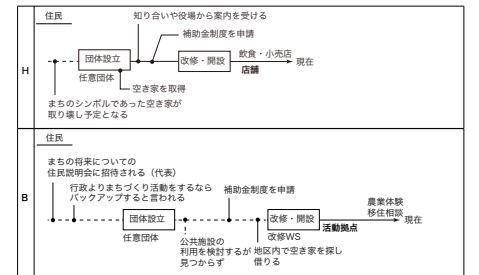 H
住民
知り合いや役場から案内を受ける
補助金制度を申請
団体設立
改修・開設
飲食・小売店
現在
任意団体
店舗
空き家を取得
まちのシンボルであった空き家が
取り壊し予定となる
B
住民
まちの将来についての
住民説明会に招待される（代表）
行政よりまちづくり活動をするなら
バックアップすると言われる
補助金制度を申請
農業体験
移住相談
団体設立
改修・開設
現在
任意団体
改修WS
活動拠点
公共施設の
利用を検討するが
見つからず
地区内で空き家を探し
借りる